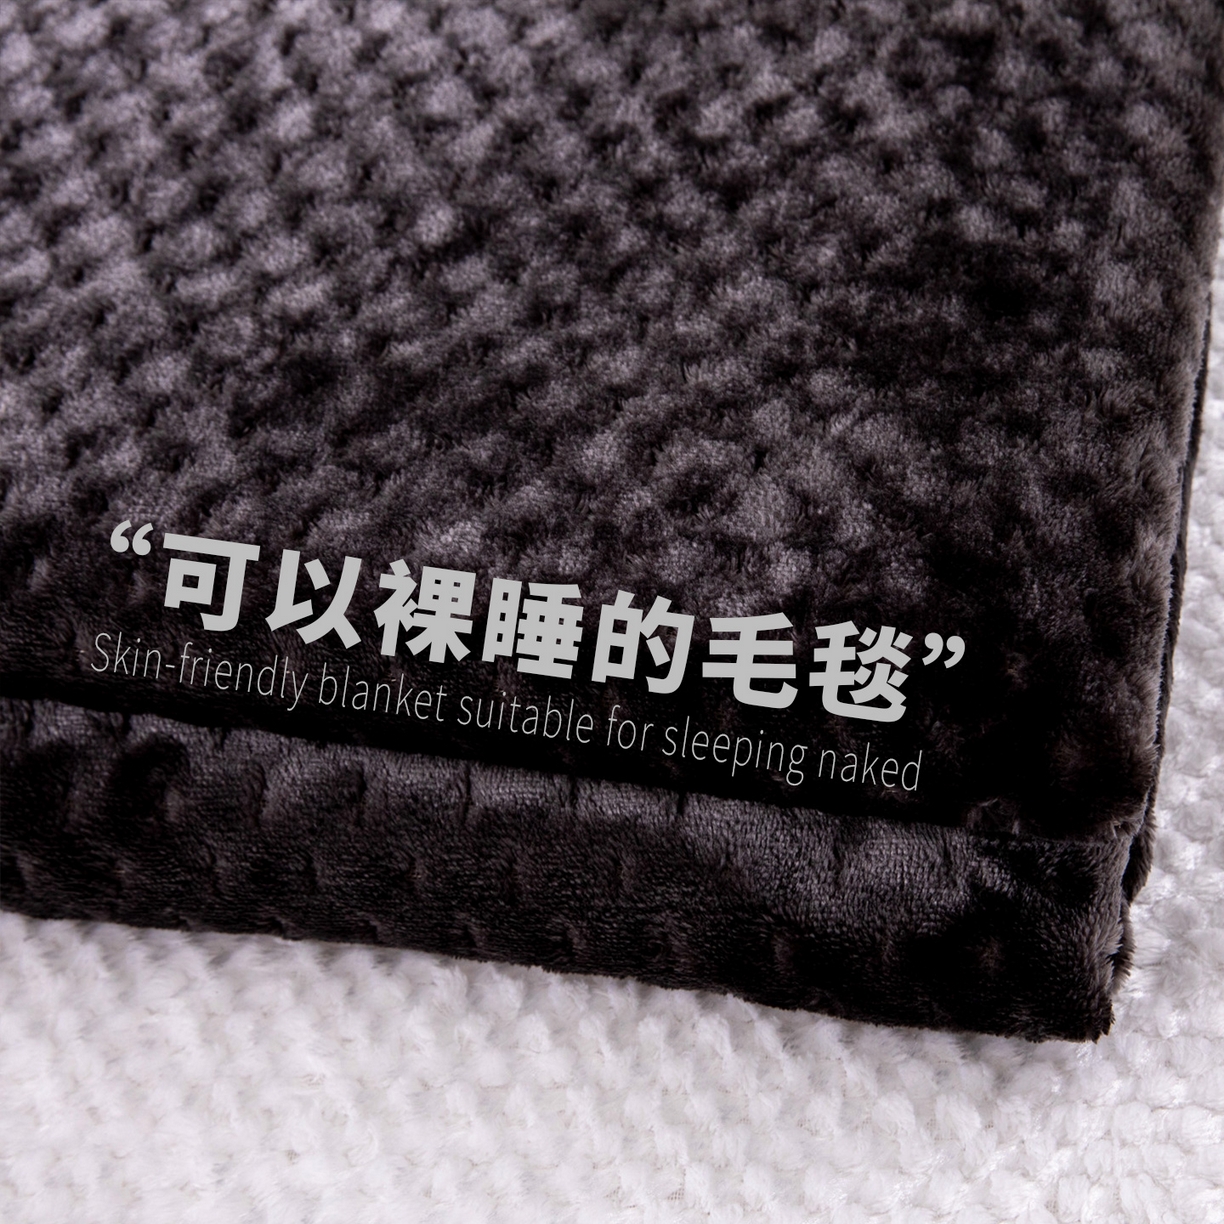 “可以裸睡的毛毯”
Skin-friendly blanket suitable for sleeping naked